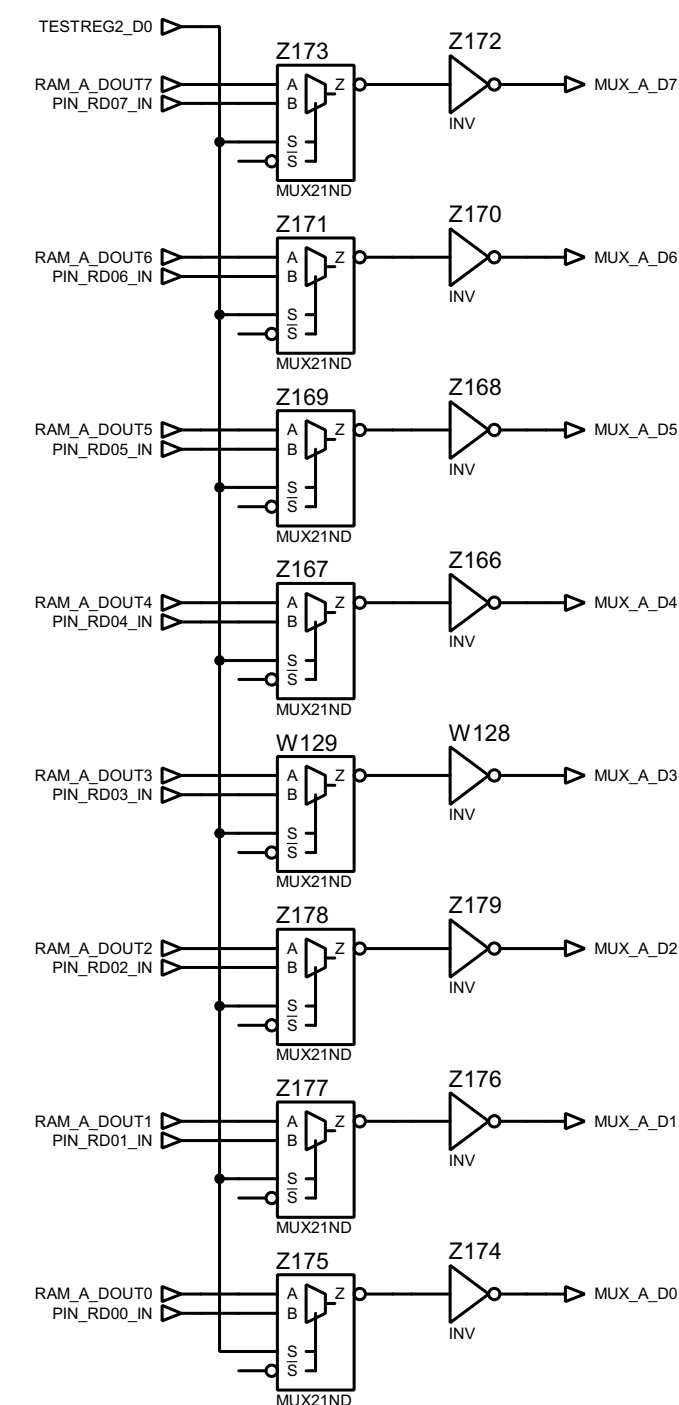 TESTREG2_D0
Z173
Z172
RAM_A_DOUT7
A
Z
MUX_A_D7
PIN_RD07_IN
B
INV
S
S̅
MUX21ND
Z171
Z170
RAM_A_DOUT6
A
Z
MUX_A_D6
PIN_RD06_IN
B
INV
S
S̅
MUX21ND
Z169
Z168
RAM_A_DOUT5
A
Z
MUX_A_D5
PIN_RD05_IN
B
INV
S
S̅
MUX21ND
Z167
Z166
RAM_A_DOUT4
A
Z
MUX_A_D4
PIN_RD04_IN
B
INV
S
S̅
MUX21ND
W129
W128
RAM_A_DOUT3
A
Z
MUX_A_D3
PIN_RD03_IN
B
INV
S
S̅
MUX21ND
Z178
Z179
RAM_A_DOUT2
A
Z
MUX_A_D2
PIN_RD02_IN
B
INV
S
S̅
MUX21ND
Z177
Z176
RAM_A_DOUT1
A
Z
MUX_A_D1
PIN_RD01_IN
B
INV
S
S̅
MUX21ND
Z175
Z174
RAM_A_DOUT0
A
Z
MUX_A_D0
PIN_RD00_IN
B
INV
S
S̅
MUX21ND